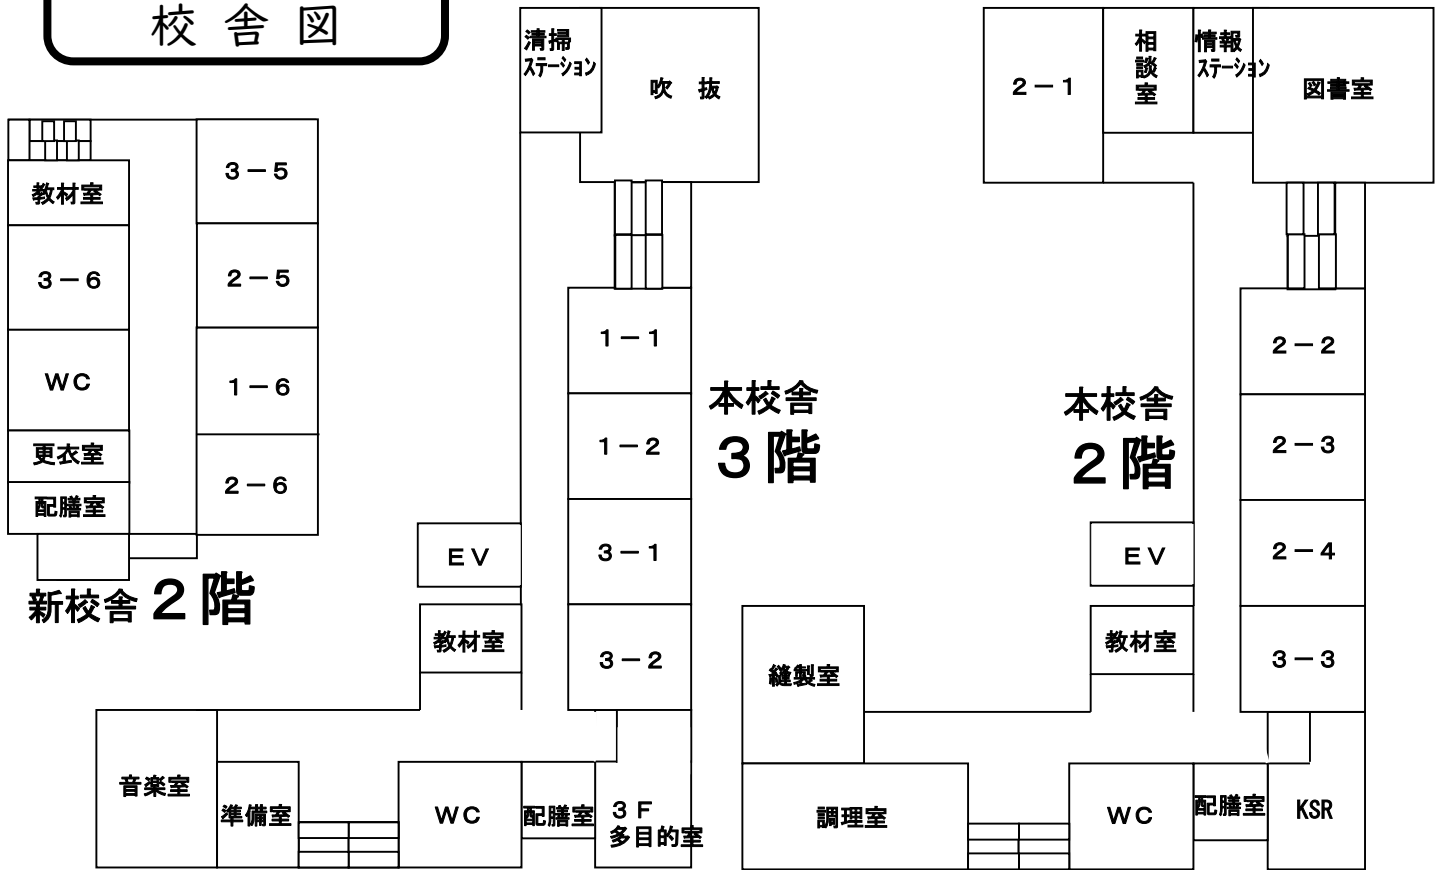 校舎図
教材室
3－6
WC
更衣室
配膳室
3－5
2－5
1－6
2－6
新校舎 2階
清掃
ステーション
吹 抜
1－1
1－2
3－1
3－2
EV
教材室
音楽室
準備室
WC
配膳室
3F
多目的室
本校舎
3階
2－1
相談室
情報
ステーション
図書室
2－2
2－3
2－4
3－3
EV
教材室
縫製室
調理室
WC
配膳室
KSR
本校舎
2階